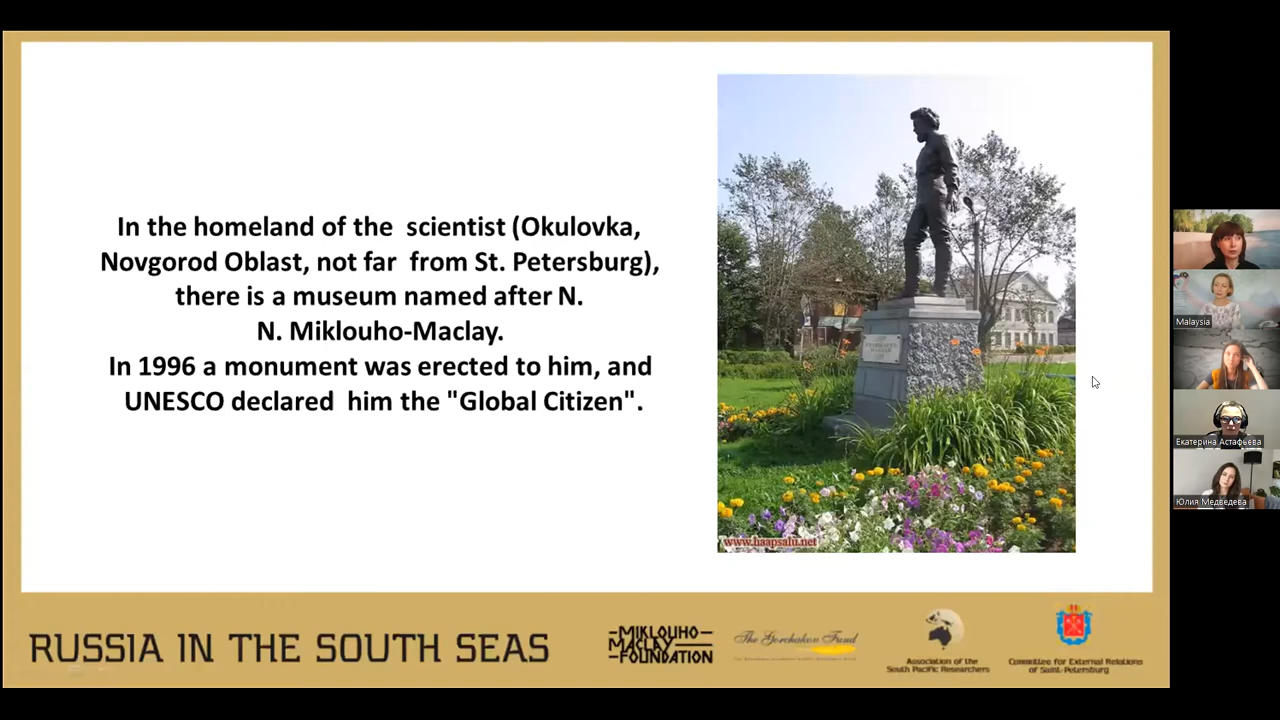 In the homeland of the scientist (Okulovka,
Novgorod Oblast, not far from St. Petersburg),
there is a museum named after N.
N. Miklouho-Maclay.
In 1996 a monument was erected to him, and
UNESCO declared him the "Global Citizen".
www.haapsalu.net
Malaysia
Екатерина Астафьева
Юлия Медведева
RUSSIA IN THE SOUTH SEAS
MIKLOUHO
MACLAY
FOUNDATION
The Gorchakov Fund
Association of the
South Pacific Researchers
Committee for External Relations
of Saint-Petersburg